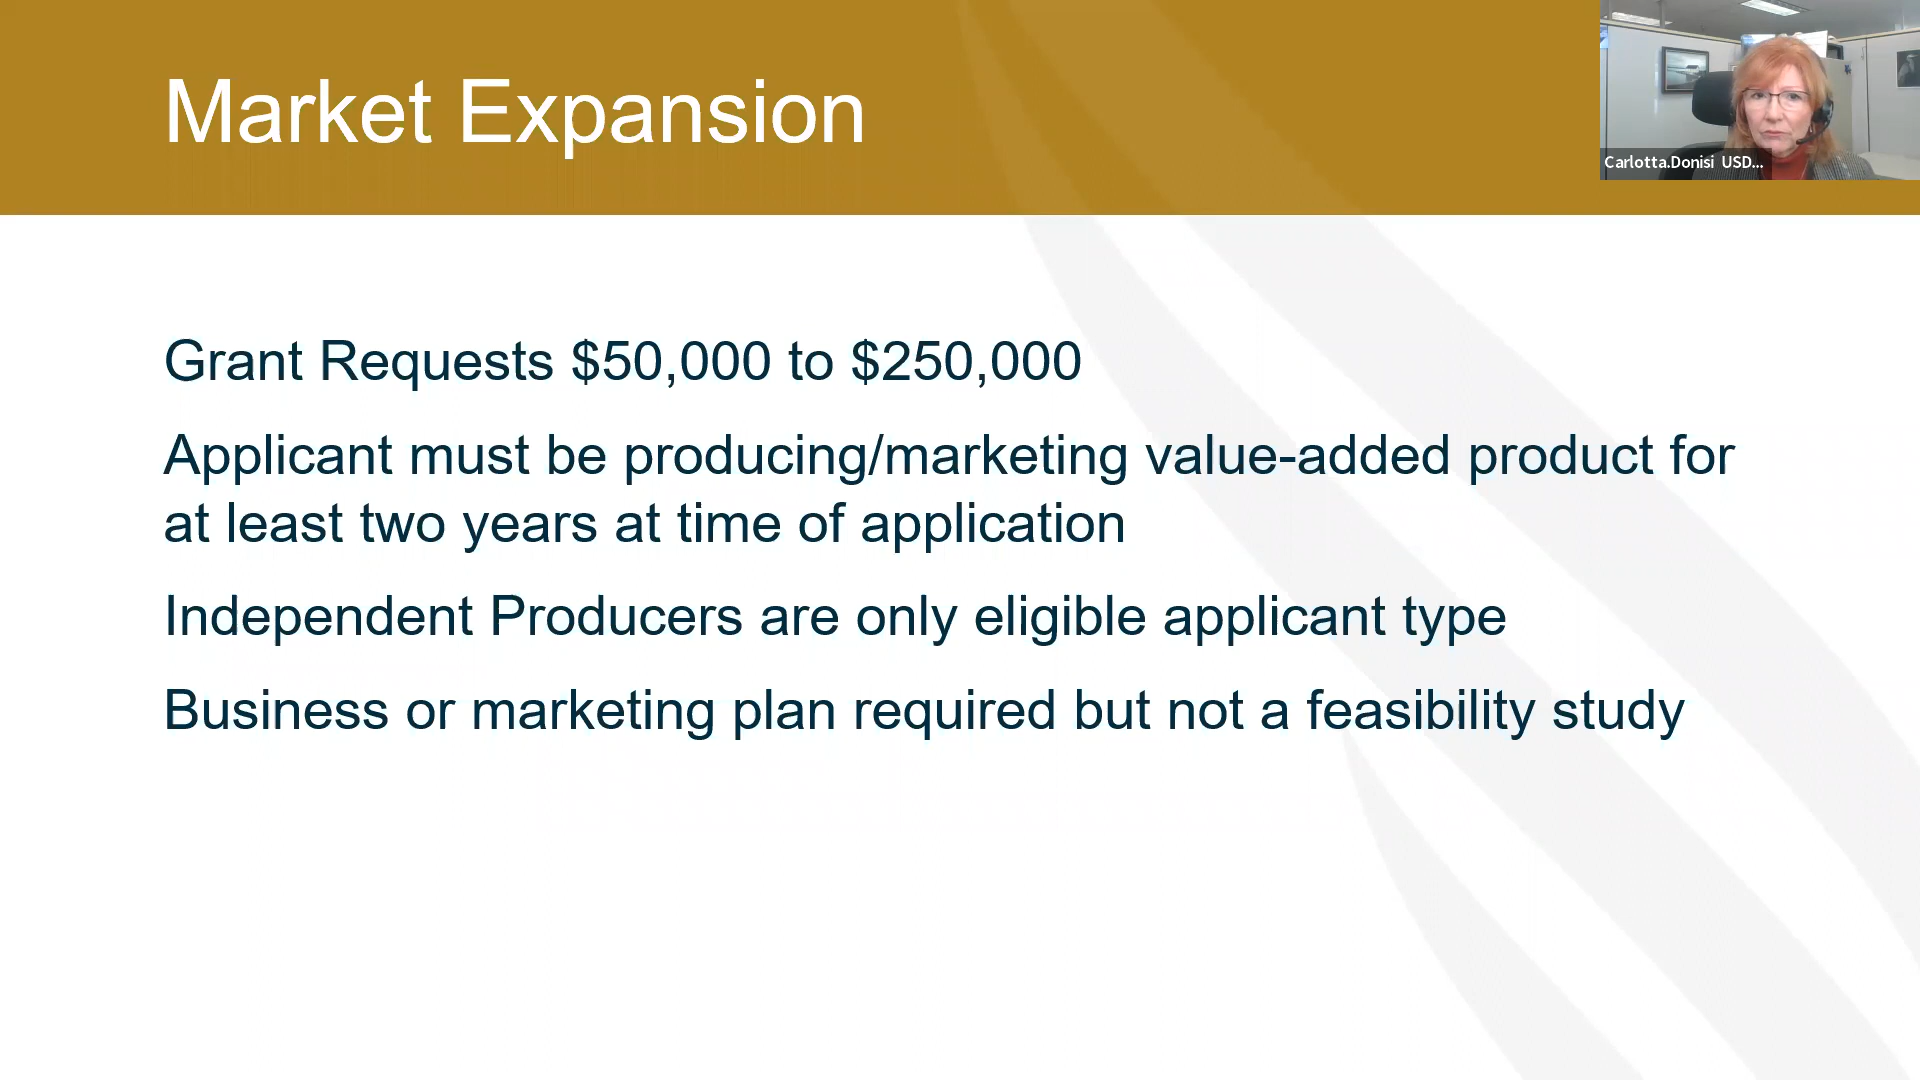 Market Expansion
Carlotta.Donisi USD...
Grant Requests $50,000 to $250,000
Applicant must be producing/marketing value-added product for
at least two years at time of application
Independent Producers are only eligible applicant type
Business or marketing plan required but not a feasibility study